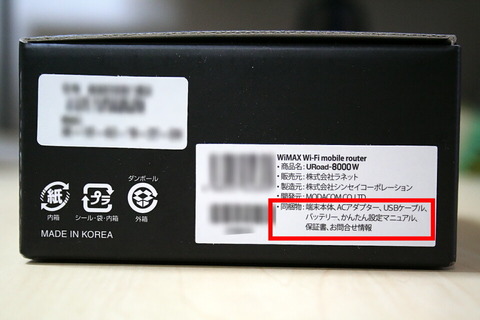 WiMAX Wi-Fi mobile router
・商品名：URoad-8000W
・販売元：株式会社ラネット
・製造元：株式会社シンセイコーポレーション
・開発元：MODACOM CO.,LTD
・同梱物：端末本体、ACアダプター、USBケーブル、
バッテリー、かんたん設定マニュアル、
保証書、お問合せ情報
ダンボール
紙
プラ
内箱
シール・袋・内箱
外箱
MADE IN KOREA